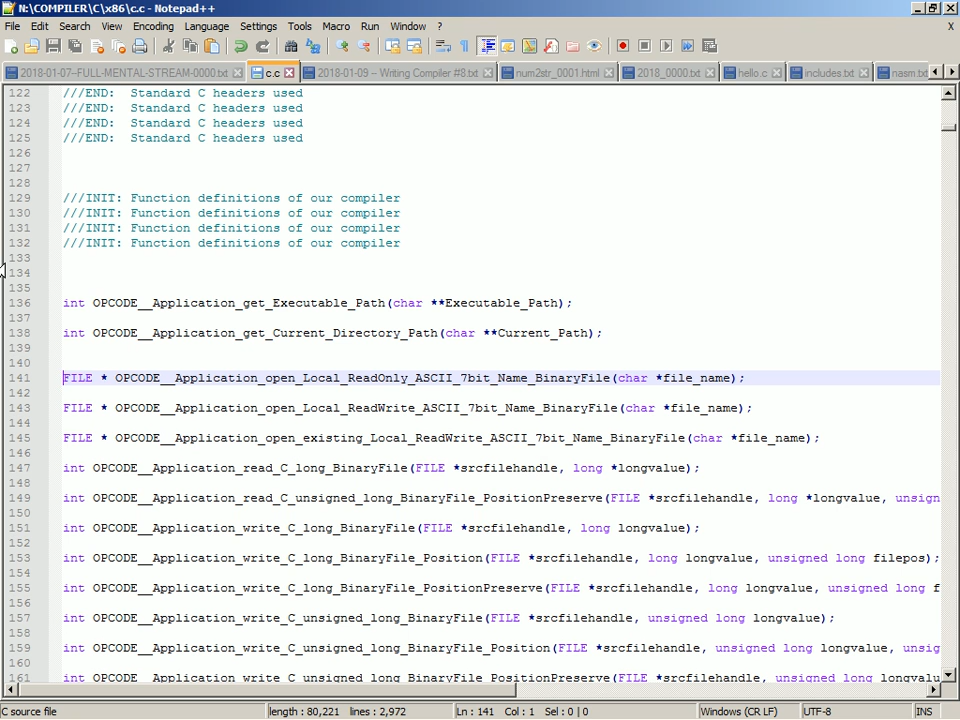 N:\COMPILER\C\x86\c.c - Notepad++
File Edit Search View Encoding Language Settings Tools Macro Run Window ? X
2018-01-07-FULL-MENTAL-STREAM-0000.txt c.c 2018-01-09 – Writing Compiler #8.txt num2str_0001.html 2018_0000.txt hello.c includes.txt nasm.tx
122 ///END:  Standard C headers used
123 ///END:  Standard C headers used
124 ///END:  Standard C headers used
125 ///END:  Standard C headers used
126
127
128
129 ///INIT: Function definitions of our compiler
130 ///INIT: Function definitions of our compiler
131 ///INIT: Function definitions of our compiler
132 ///INIT: Function definitions of our compiler
133
134
135
136 int OPCODE__Application_get_Executable_Path(char **Executable_Path);
137
138 int OPCODE__Application_get_Current_Directory_Path(char **Current_Path);
139
140
141 FILE * OPCODE__Application_open_Local_ReadOnly_ASCII_7bit_Name_BinaryFile(char *file_name);
142
143 FILE * OPCODE__Application_open_Local_ReadWrite_ASCII_7bit_Name_BinaryFile(char *file_name);
144
145 FILE * OPCODE__Application_open_existing_Local_ReadWrite_ASCII_7bit_Name_BinaryFile(char *file_name);
146
147 int OPCODE__Application_read_C_long_BinaryFile(FILE *srcfilehandle, long *longvalue);
148
149 int OPCODE__Application_read_C_unsigned_long_BinaryFile_PositionPreserve(FILE *srcfilehandle, long *longvalue, unsign
150
151 int OPCODE__Application_write_C_long_BinaryFile(FILE *srcfilehandle, long longvalue);
152
153 int OPCODE__Application_write_C_long_BinaryFile_Position(FILE *srcfilehandle, long longvalue, unsigned long filepos);
154
155 int OPCODE__Application_write_C_long_BinaryFile_PositionPreserve(FILE *srcfilehandle, long longvalue, unsigned long f
156
157 int OPCODE__Application_write_C_unsigned_long_BinaryFile(FILE *srcfilehandle, unsigned long longvalue);
158
159 int OPCODE__Application_write_C_unsigned_long_BinaryFile_Position(FILE *srcfilehandle, unsigned long longvalue, unsig
160
161 int OPCODE__Application_write_C_unsigned_long_BinaryFile_PositionPreserve(FILE *srcfilehandle, unsigned long longvalu
C source file length : 80,221 lines : 2,972 Ln : 141 Col : 1 Sel : 0 | 0 Windows (CR LF) UTF-8 INS